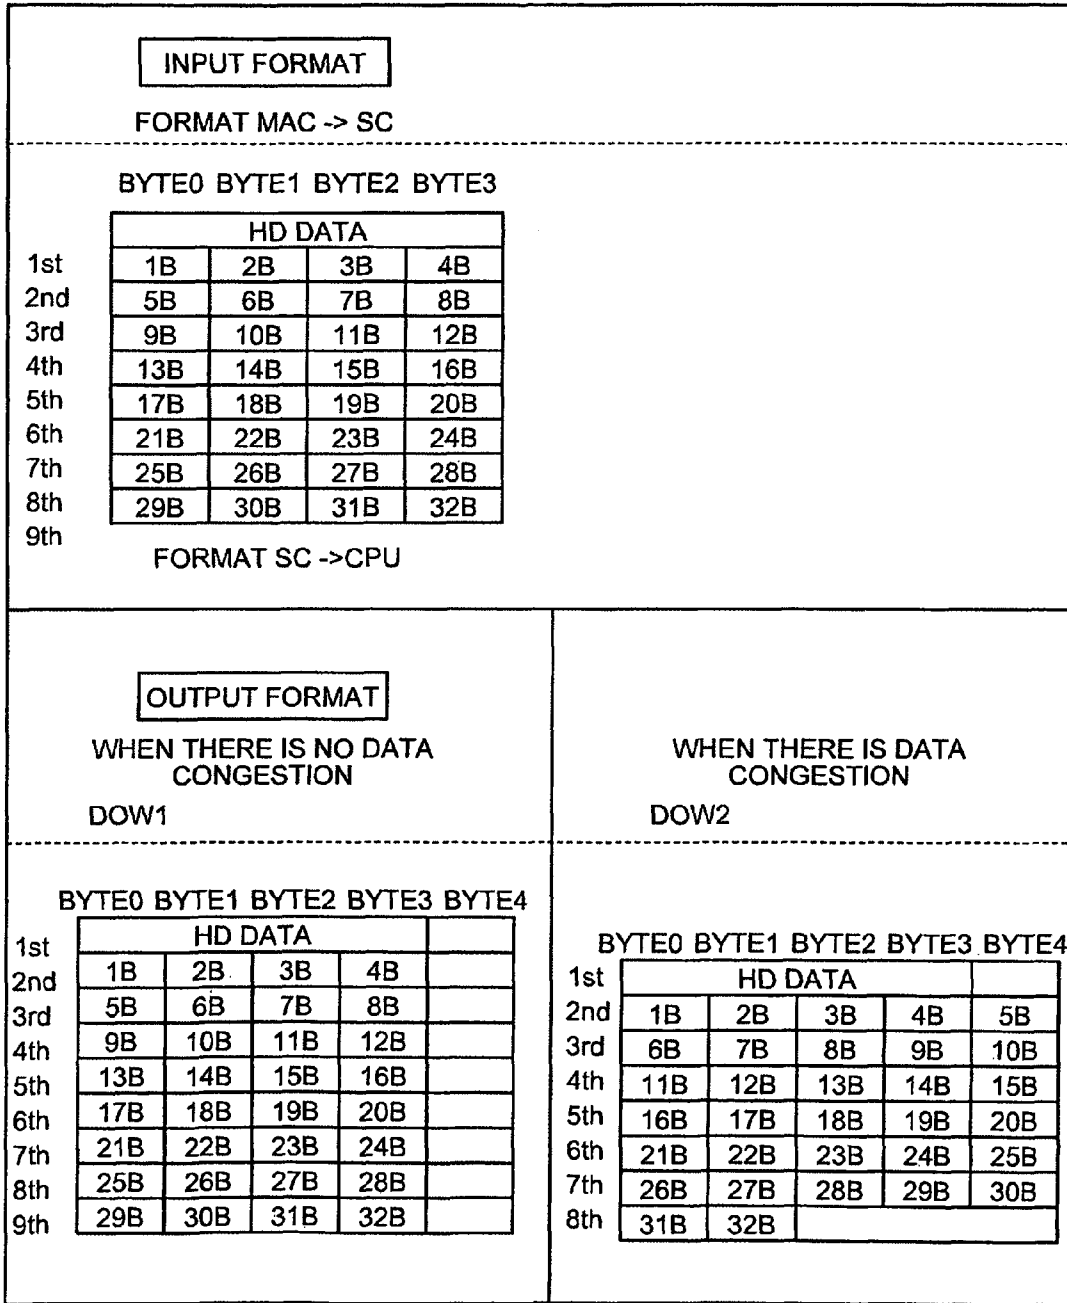 INPUT FORMAT
FORMAT MAC -> SC
BYTE0 BYTE1 BYTE2 BYTE3
HD DATA
1st 1B 2B 3B 4B
2nd 5B 6B 7B 8B
3rd 9B 10B 11B 12B
4th 13B 14B 15B 16B
5th 17B 18B 19B 20B
6th 21B 22B 23B 24B
7th 25B 26B 27B 28B
8th 29B 30B 31B 32B
9th
FORMAT SC ->CPU
OUTPUT FORMAT
WHEN THERE IS NO DATA
CONGESTION
DOW1
BYTE0 BYTE1 BYTE2 BYTE3 BYTE4
1st HD DATA
2nd 1B 2B 3B 4B
3rd 5B 6B 7B 8B
4th 9B 10B 11B 12B
5th 13B 14B 15B 16B
6th 17B 18B 19B 20B
7th 21B 22B 23B 24B
8th 25B 26B 27B 28B
9th 29B 30B 31B 32B
WHEN THERE IS DATA
CONGESTION
DOW2
BYTE0 BYTE1 BYTE2 BYTE3 BYTE4
1st HD DATA
2nd 1B 2B 3B 4B 5B
3rd 6B 7B 8B 9B 10B
4th 11B 12B 13B 14B 15B
5th 16B 17B 18B 19B 20B
6th 21B 22B 23B 24B 25B
7th 26B 27B 28B 29B 30B
8th 31B 32B